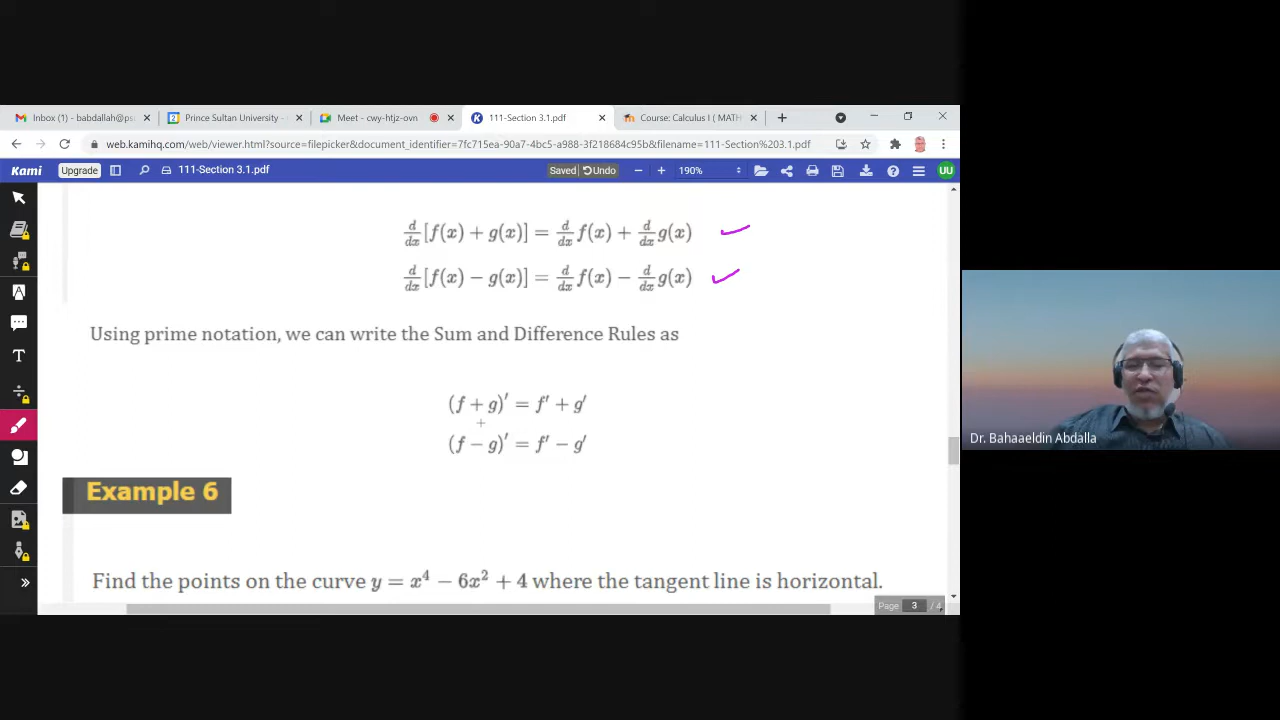 Inbox (1) - babdallah@ps
Prince Sultan University -
Meet - cwy-htjz-ovn
111-Section 3.1.pdf
Course: Calculus I ( MATH
web.kamihq.com/web/viewer.html?source=filepicker&document_identifier=7fc715ea-90a7-4bc5-a988-3f218684c95b&filename=111-Section%203.1.pdf
Kami
Upgrade
111-Section 3.1.pdf
Saved
Undo
190%
UU
d/dx[f(x) + g(x)] = d/dx f(x) + d/dx g(x)
d/dx[f(x) − g(x)] = d/dx f(x) − d/dx g(x)
Using prime notation, we can write the Sum and Difference Rules as
(f + g)′ = f′ + g′
(f − g)′ = f′ − g′
Example 6
Find the points on the curve y = x⁴ − 6x² + 4 where the tangent line is horizontal.
Page 3 / 4
Dr. Bahaaeldin Abdalla